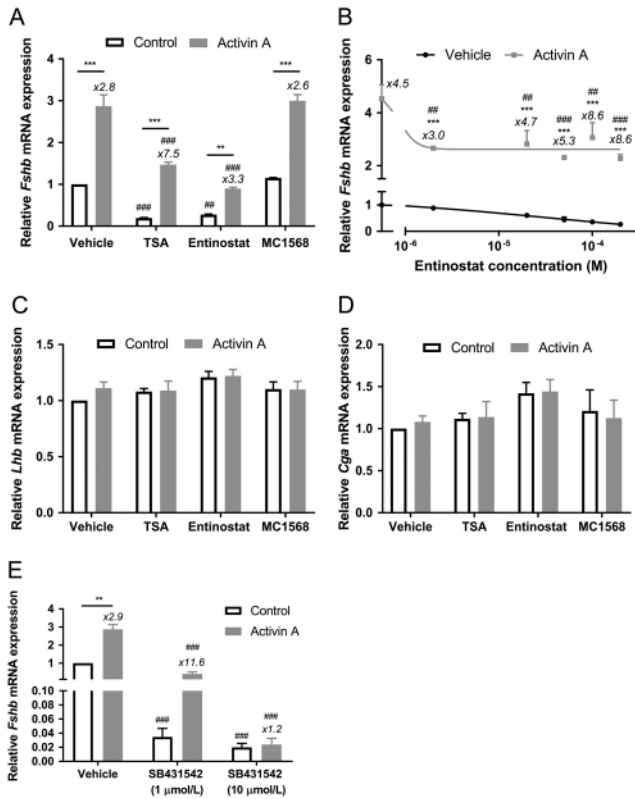 A
Control
Activin A
Relative Fshb mRNA expression
4
3
2
1
0
***
x2.8
***
###
x7.5
###
**
###
x3.3
##
***
x2.6
Vehicle
TSA
Entinostat
MC1568
B
Vehicle
Activin A
Relative Fshb mRNA expression
6
4
2
1
0
x4.5
##
***
x3.0
##
***
x4.7
###
***
x5.3
##
***
x8.6
###
***
x8.6
10-6
10-5
10-4
Entinostat concentration (M)
C
Control
Activin A
Relative Lhb mRNA expression
1.5
1.0
0.5
0.0
Vehicle
TSA
Entinostat
MC1568
D
Control
Activin A
Relative Cga mRNA expression
2.0
1.5
1.0
0.5
0.0
Vehicle
TSA
Entinostat
MC1568
E
Control
Activin A
Relative Fshb mRNA expression
4
3
2
1
0
0.10
0.08
0.06
0.04
0.02
0.00
**
x2.9
###
x11.6
###
###
x1.2
###
Vehicle
SB431542
(1 μmol/L)
SB431542
(10 μmol/L)